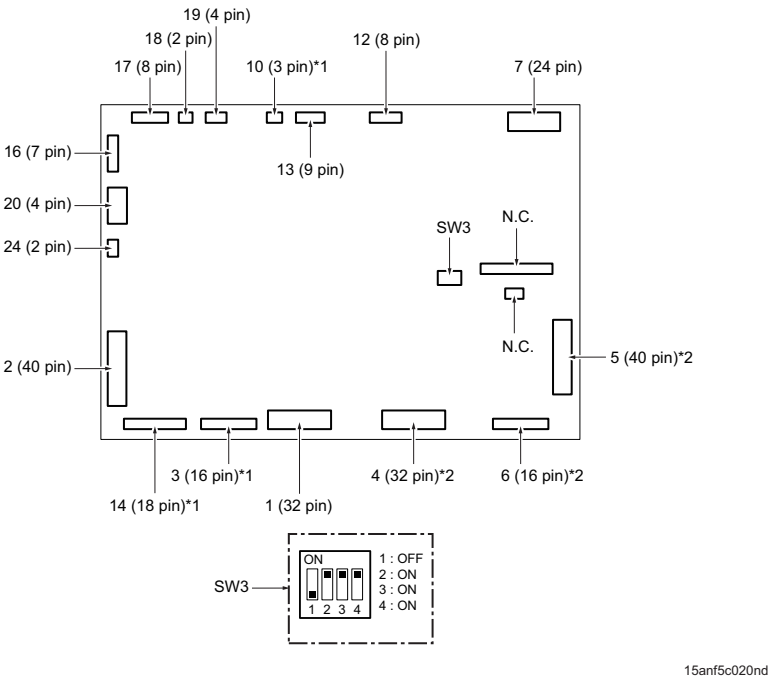 19 (4 pin)
18 (2 pin)
12 (8 pin)
17 (8 pin)
10 (3 pin)*1
7 (24 pin)
16 (7 pin)
13 (9 pin)
20 (4 pin)
N.C.
SW3
24 (2 pin)
N.C.
5 (40 pin)*2
2 (40 pin)
3 (16 pin)*1
4 (32 pin)*2
6 (16 pin)*2
14 (18 pin)*1
1 (32 pin)
SW3
ON
1 2 3 4
1 : OFF
2 : ON
3 : ON
4 : ON
15anf5c020nd